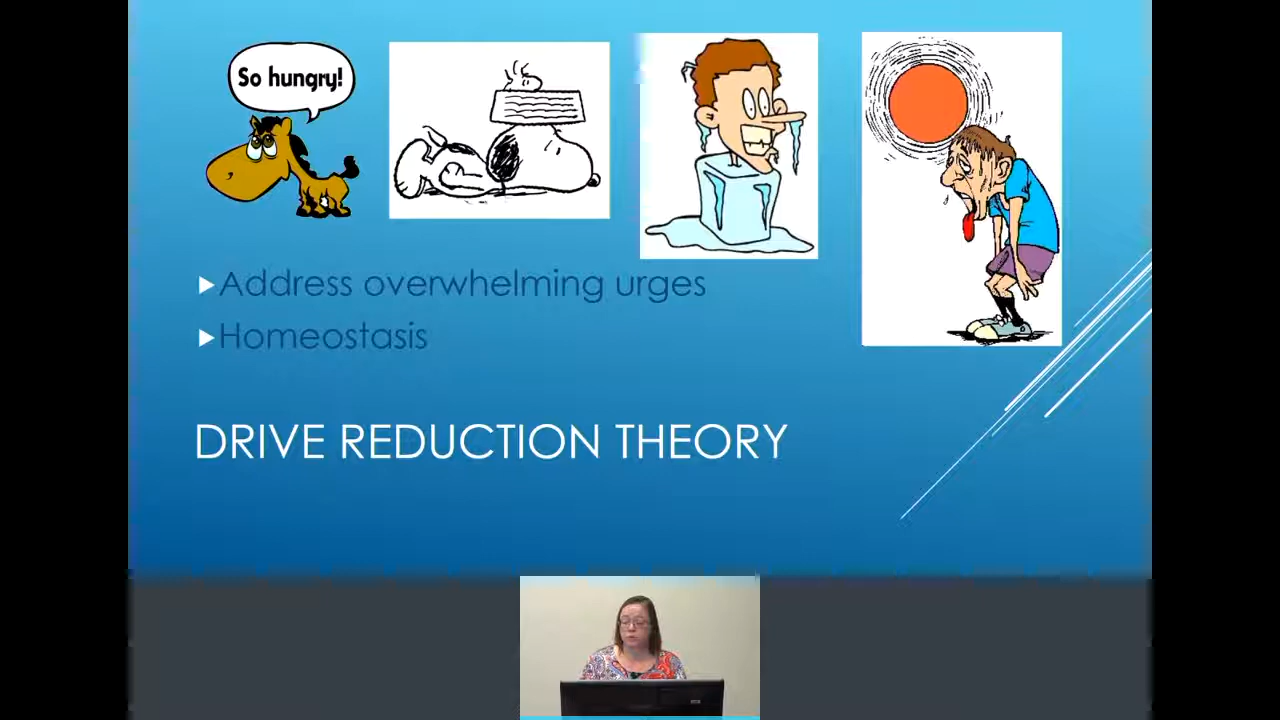 So hungry!
Address overwhelming urges
Homeostasis
DRIVE REDUCTION THEORY